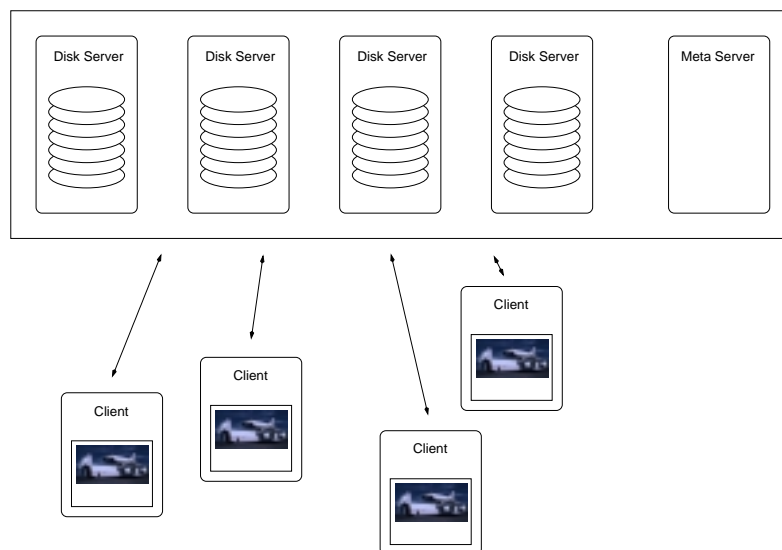 Disk Server
Disk Server
Disk Server
Disk Server
Meta Server
Client
Client
Client
Client